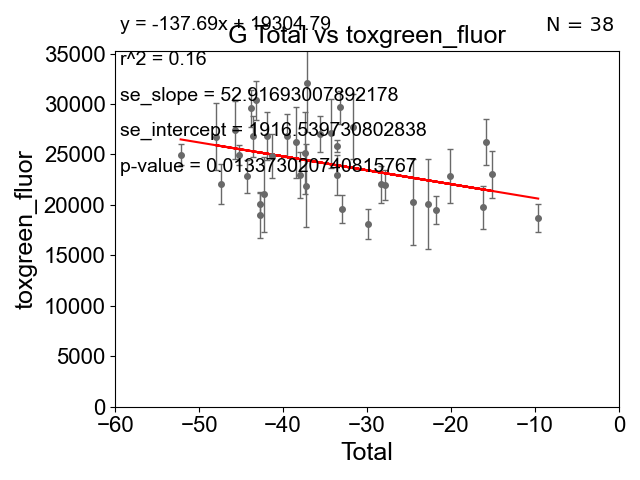 y = -137.69x + 19304.79
N = 38
G Total vs toxgreen_fluor
r^2 = 0.16
se_slope = 52.91693007892178
se_intercept = 1916.539730802838
p-value = 0.013373020740815767
toxgreen_fluor
35000
30000
25000
20000
15000
10000
5000
0
−60
−50
−40
−30
−20
−10
0
Total